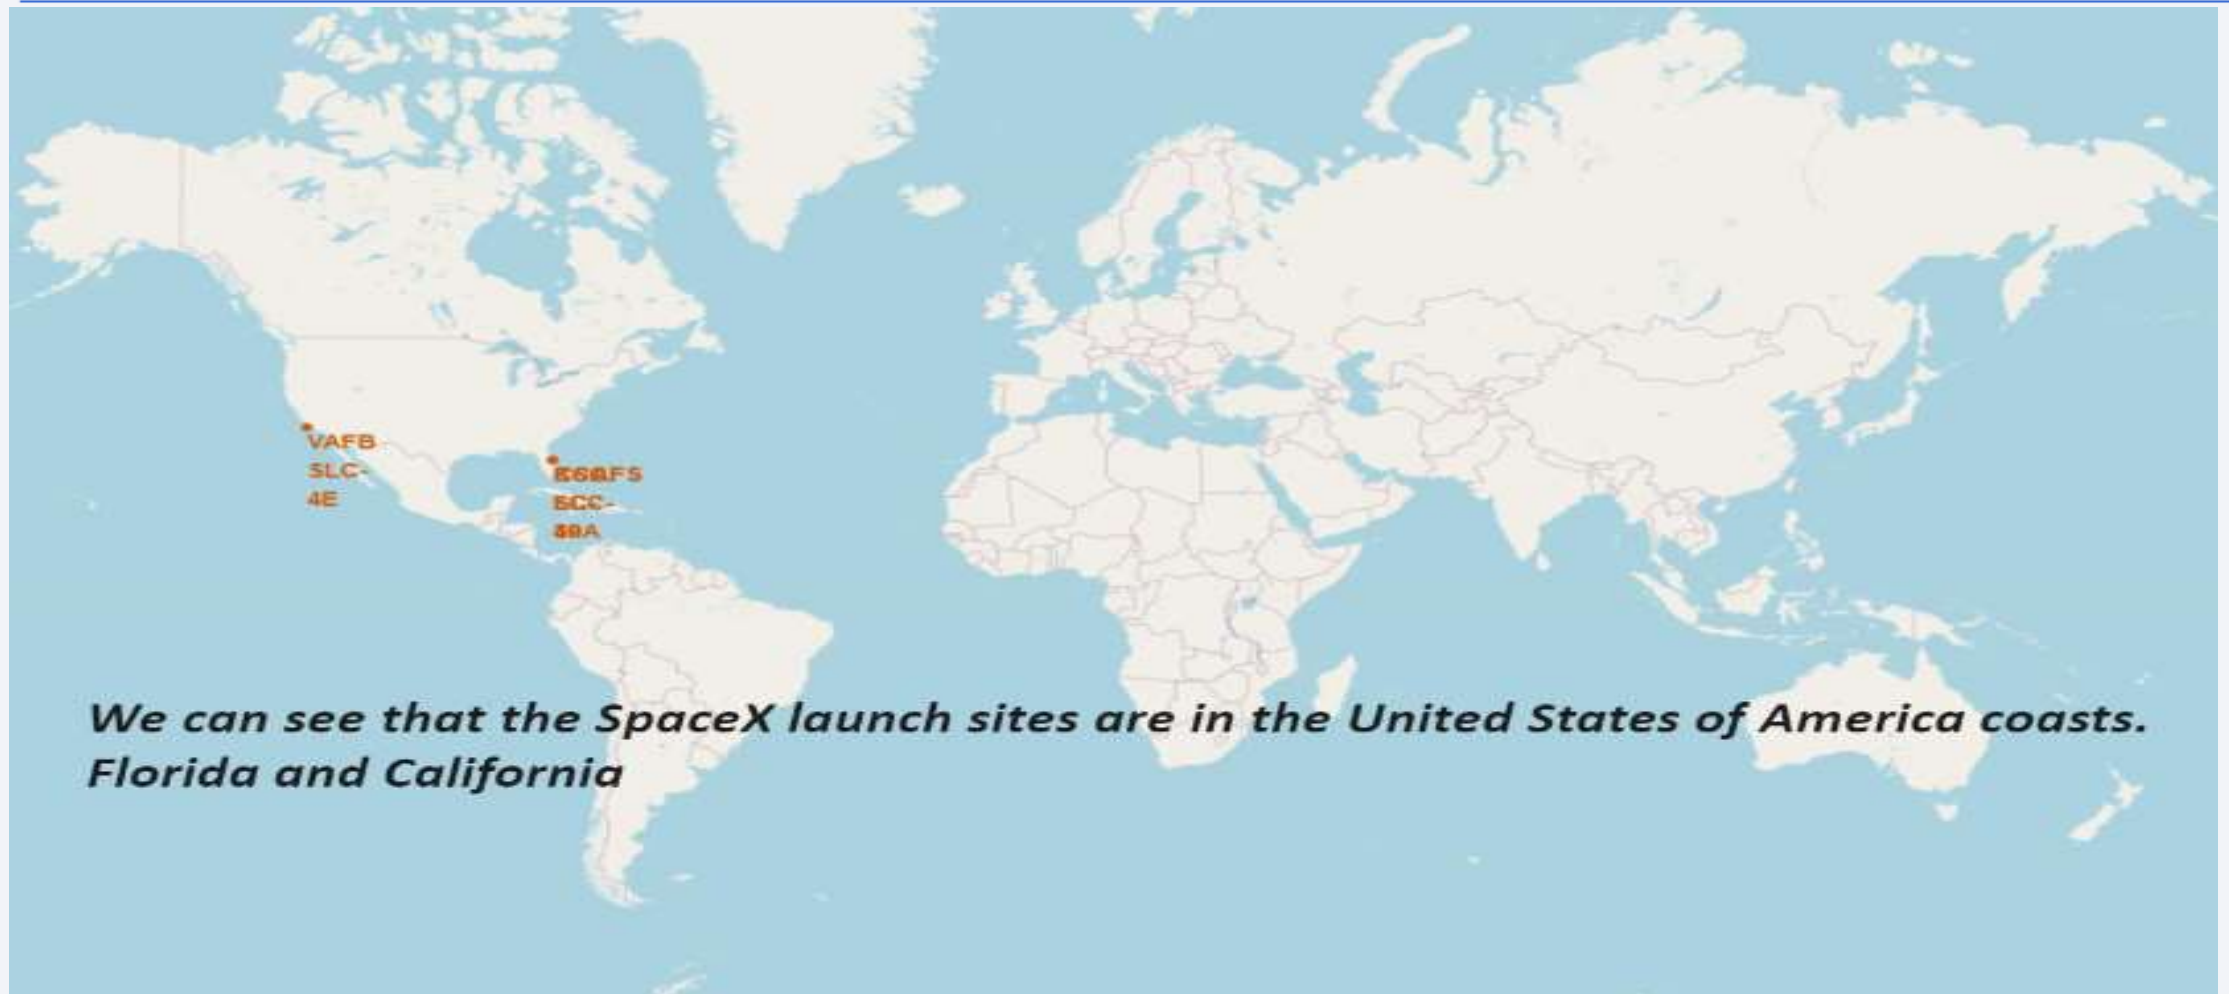 VAFB
SLC-
4E
We can see that the SpaceX launch sites are in the United States of America coasts.
Florida and California